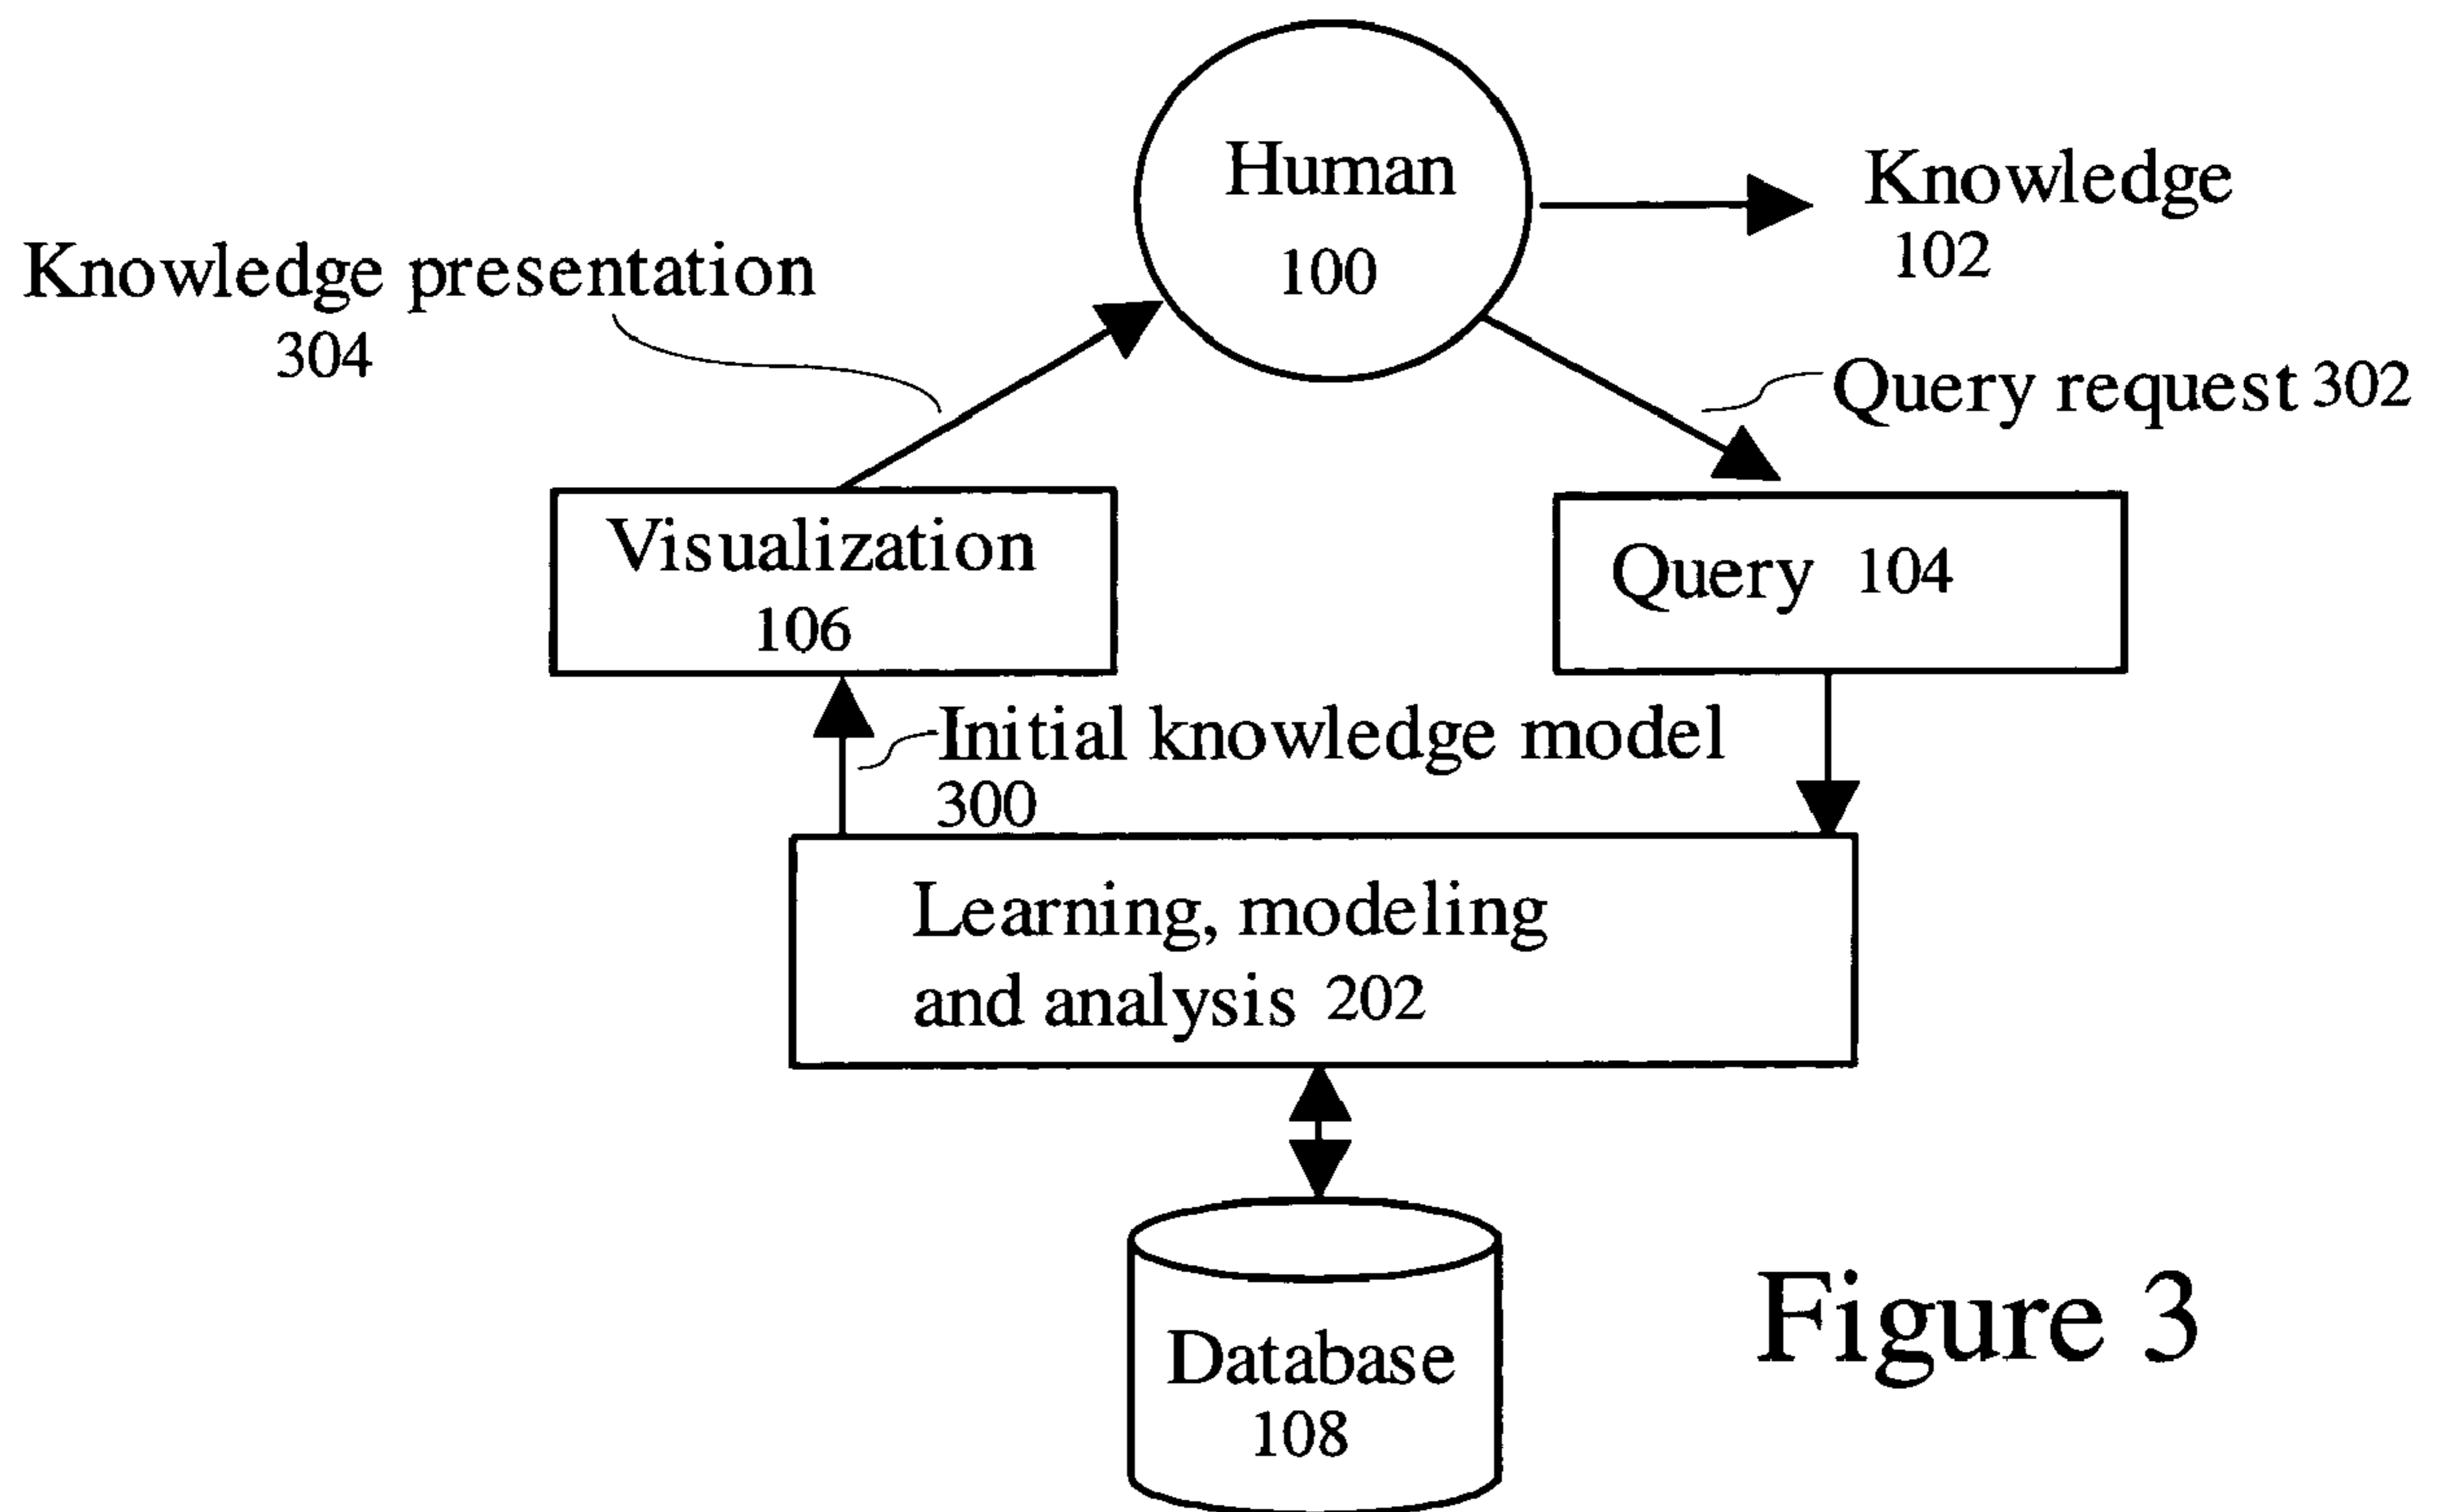 Human
100
Knowledge
102
Knowledge presentation
304
Query request 302
Visualization
106
Query 104
Initial knowledge model
300
Learning, modeling
and analysis 202
Database
108
Figure 3